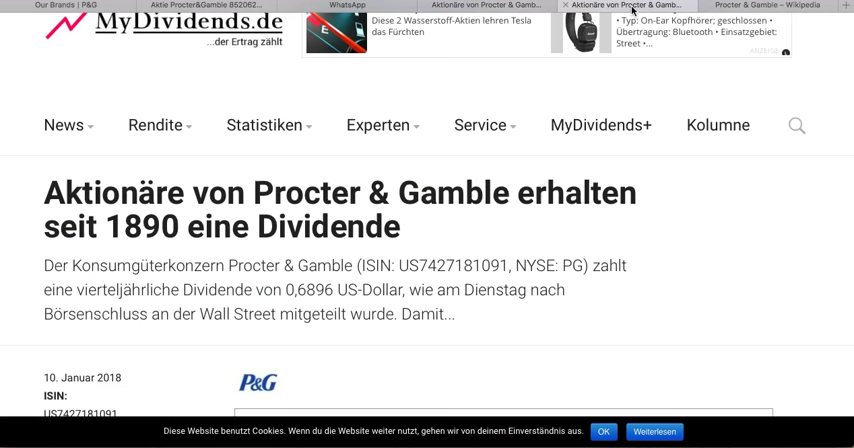 Our Brands | P&G
Aktie Procter&Gamble 852062...
WhatsApp
Aktionäre von Procter & Gamb...
Aktionäre von Procter & Gamb...
Procter & Gamble – Wikipedia
MyDividends.de
...der Ertrag zählt
Diese 2 Wasserstoff-Aktien lehren Tesla
das Fürchten
• Typ: On-Ear Kopfhörer; geschlossen •
Übertragung: Bluetooth • Einsatzgebiet:
Street •...
ANZEIGE
News
Rendite
Statistiken
Experten
Service
MyDividends+
Kolumne
Aktionäre von Procter & Gamble erhalten
seit 1890 eine Dividende
Der Konsumgüterkonzern Procter & Gamble (ISIN: US7427181091, NYSE: PG) zahlt
eine vierteljährliche Dividende von 0,6896 US-Dollar, wie am Dienstag nach
Börsenschluss an der Wall Street mitgeteilt wurde. Damit...
10. Januar 2018
ISIN:
US7427181091
P&G
Diese Website benutzt Cookies. Wenn du die Website weiter nutzt, gehen wir von deinem Einverständnis aus.
OK
Weiterlesen